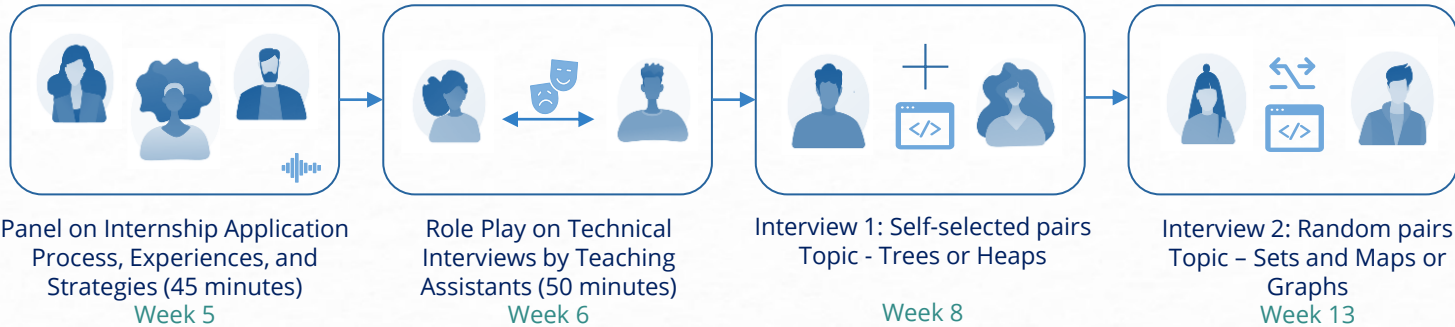 </>
</>
Panel on Internship Application
Process, Experiences, and
Strategies (45 minutes)
Week 5
Role Play on Technical
Interviews by Teaching
Assistants (50 minutes)
Week 6
Interview 1: Self-selected pairs
Topic - Trees or Heaps
Week 8
Interview 2: Random pairs
Topic – Sets and Maps or
Graphs
Week 13